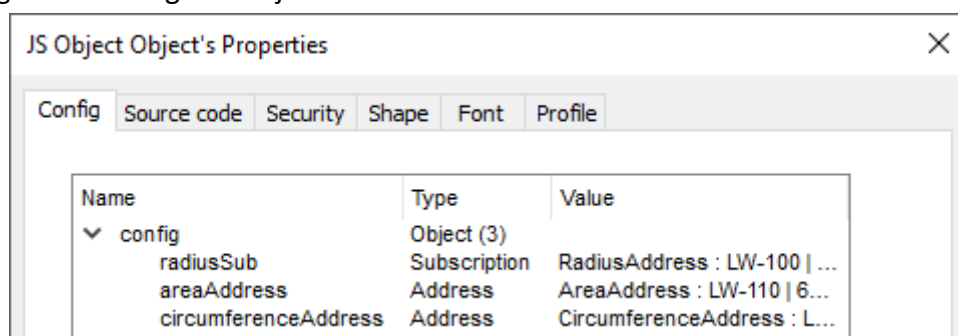 JS Object Object's Properties
Config Source code Security Shape Font Profile
Name Type Value
config Object (3)
radiusSub Subscription RadiusAddress : LW-100 | ...
areaAddress Address AreaAddress : LW-110 | 6...
circumferenceAddress Address CircumferenceAddress : L...